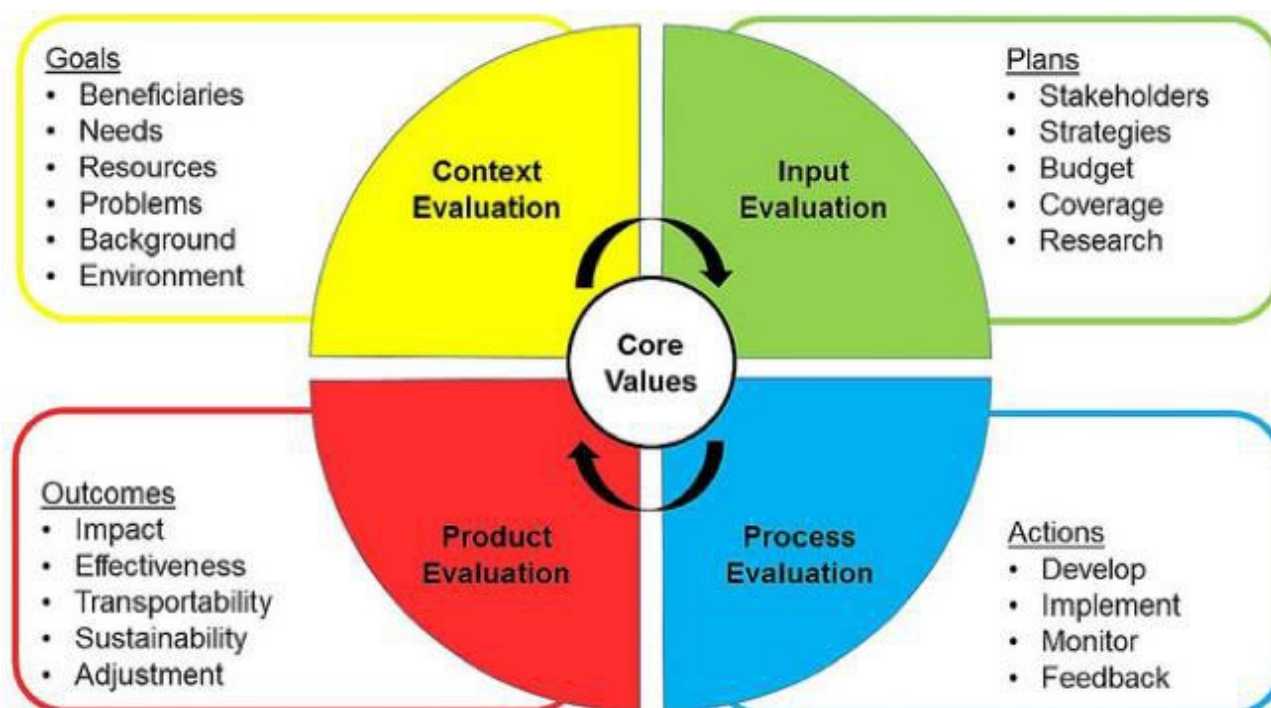 Goals
• Beneficiaries
• Needs
• Resources
• Problems
• Background
• Environment
Context
Evaluation
Input
Evaluation
Plans
• Stakeholders
• Strategies
• Budget
• Coverage
• Research
Core
Values
Outcomes
• Impact
• Effectiveness
• Transportability
• Sustainability
• Adjustment
Product
Evaluation
Process
Evaluation
Actions
• Develop
• Implement
• Monitor
• Feedback